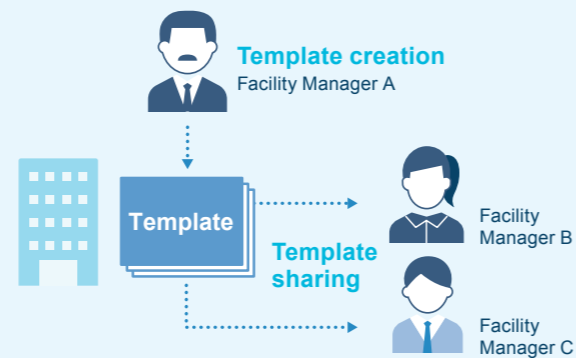 Template creation
Facility Manager A
Template
Facility
Manager B
Template
sharing
Facility
Manager C